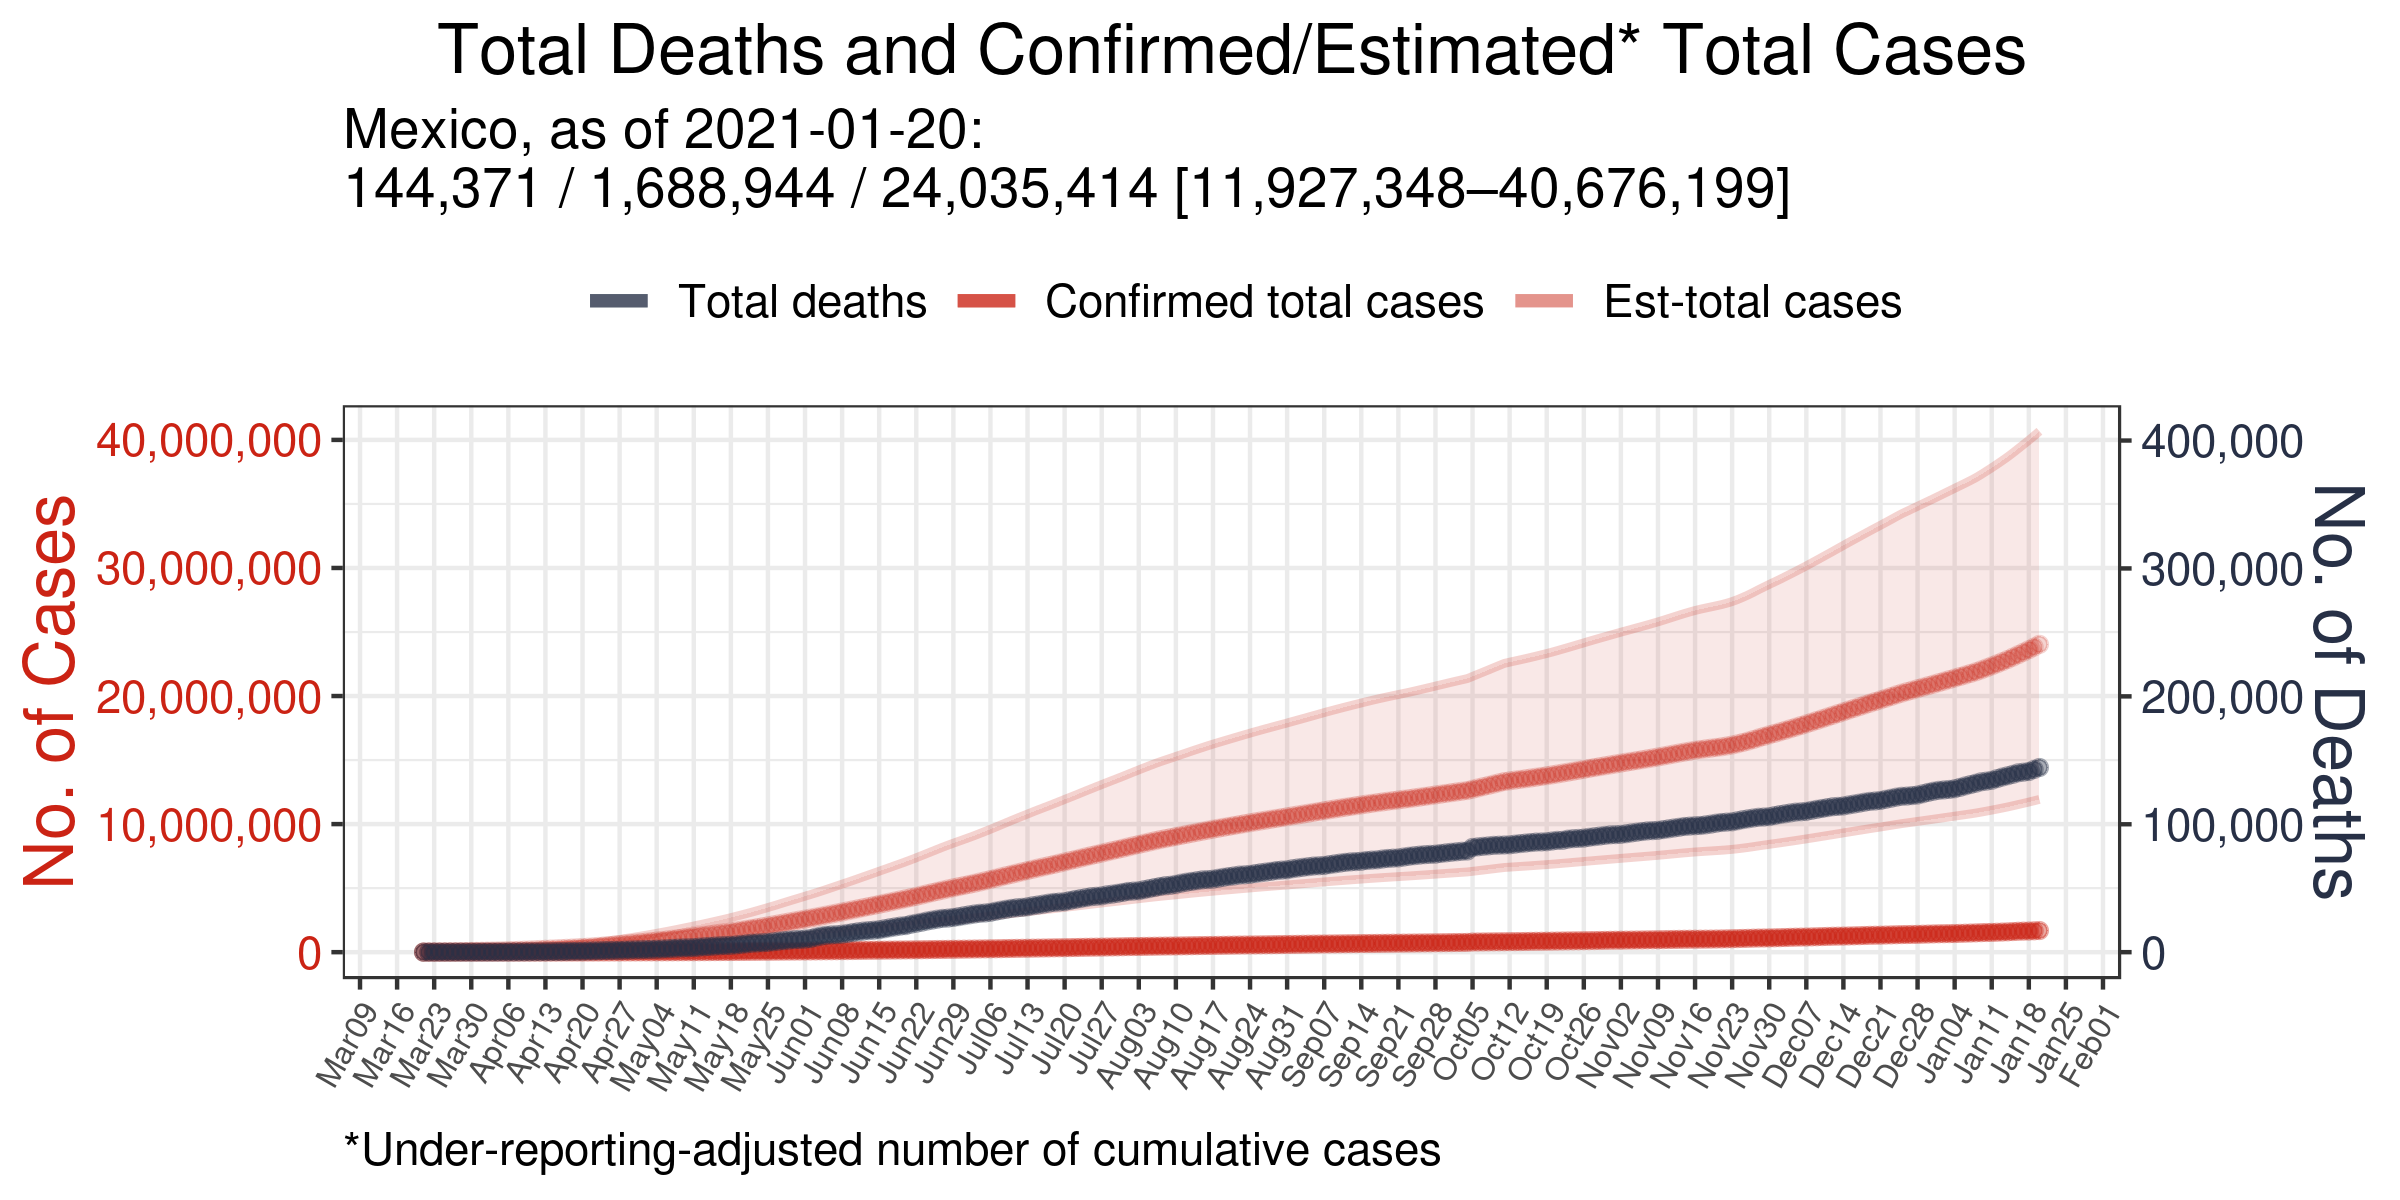 Total Deaths and Confirmed/Estimated* Total Cases
Mexico, as of 2021-01-20:
144,371 / 1,688,944 / 24,035,414 [11,927,348–40,676,199]
Total deaths
Confirmed total cases
Est-total cases
No. of Cases
40,000,000
30,000,000
20,000,000
10,000,000
0
400,000
300,000
200,000
100,000
0
No. of Deaths
Mar09
Mar16
Mar23
Mar30
Apr06
Apr13
Apr20
Apr27
May04
May11
May18
May25
Jun01
Jun08
Jun15
Jun22
Jun29
Jul06
Jul13
Jul20
Jul27
Aug03
Aug10
Aug17
Aug24
Aug31
Sep07
Sep14
Sep21
Sep28
Oct05
Oct12
Oct19
Oct26
Nov02
Nov09
Nov16
Nov23
Nov30
Dec07
Dec14
Dec21
Dec28
Jan04
Jan11
Jan18
Jan25
Feb01
*Under-reporting-adjusted number of cumulative cases